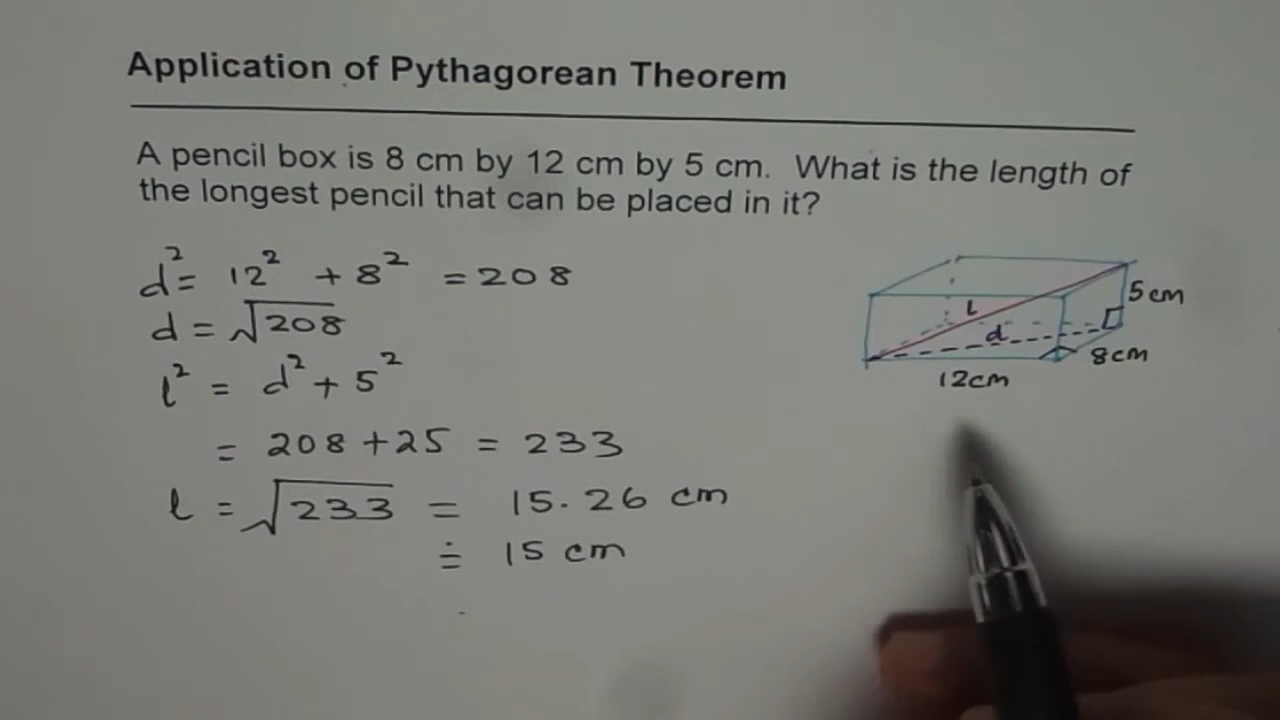 Application of Pythagorean Theorem
A pencil box is 8 cm by 12 cm by 5 cm. What is the length of
the longest pencil that can be placed in it?
d² = 12² + 8² = 208
d = √208
l² = d² + 5²
= 208 + 25 = 233
l = √233 = 15.26 cm
≐ 15 cm
5 cm
l
d
8 cm
12 cm